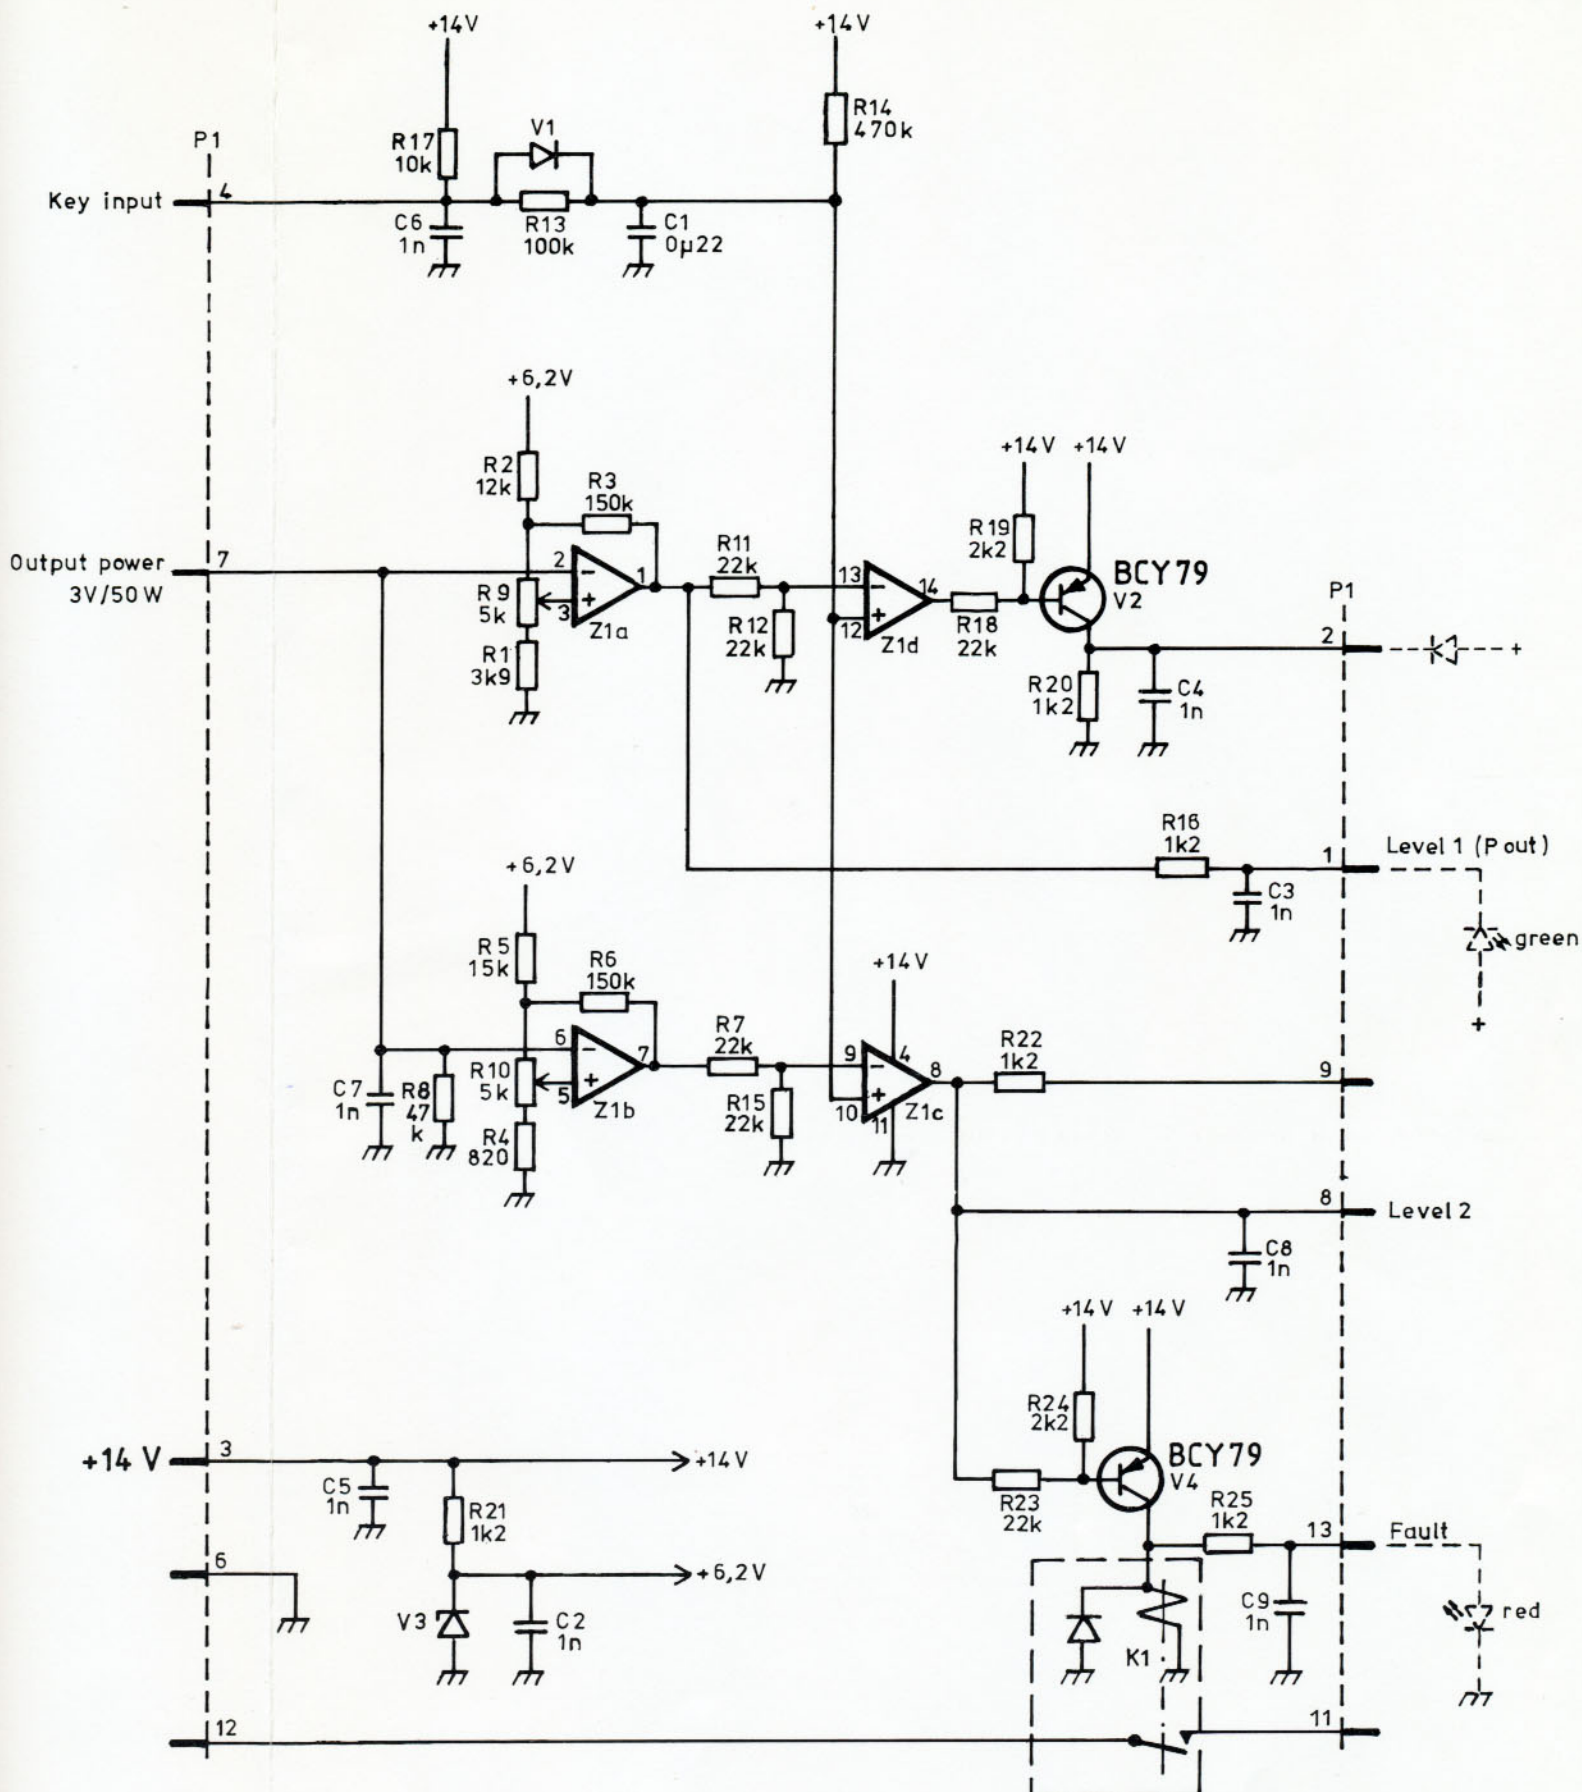 +14V
+14V
R14
470k
V1
R17
10k
P1
Key input
4
C6
1n
R13
100k
C1
0µ22
+6,2V
+14V
+14V
R2
12k
R3
150k
R19
2k2
Output power
3V/50W
7
2
-
3
+
1
Z1a
R9
5k
R1
3k9
R11
22k
R12
22k
13
-
12
+
14
Z1d
R18
22k
BCY79
V2
P1
2
+
R20
1k2
C4
1n
R16
1k2
1
Level 1 (P out)
C3
1n
green
+
+6,2V
R5
15k
R6
150k
+14V
6
-
5
+
7
Z1b
R10
5k
R4
820
C7
1n
R8
47
k
R7
22k
R15
22k
9
-
10
+
4
11
8
Z1c
R22
1k2
9
8
Level 2
C8
1n
+14V
+14V
R24
2k2
BCY79
V4
R23
22k
R25
1k2
13
Fault
C9
1n
red
K1
+14 V
3
+14V
C5
1n
R21
1k2
6
+6,2V
V3
C2
1n
12
11